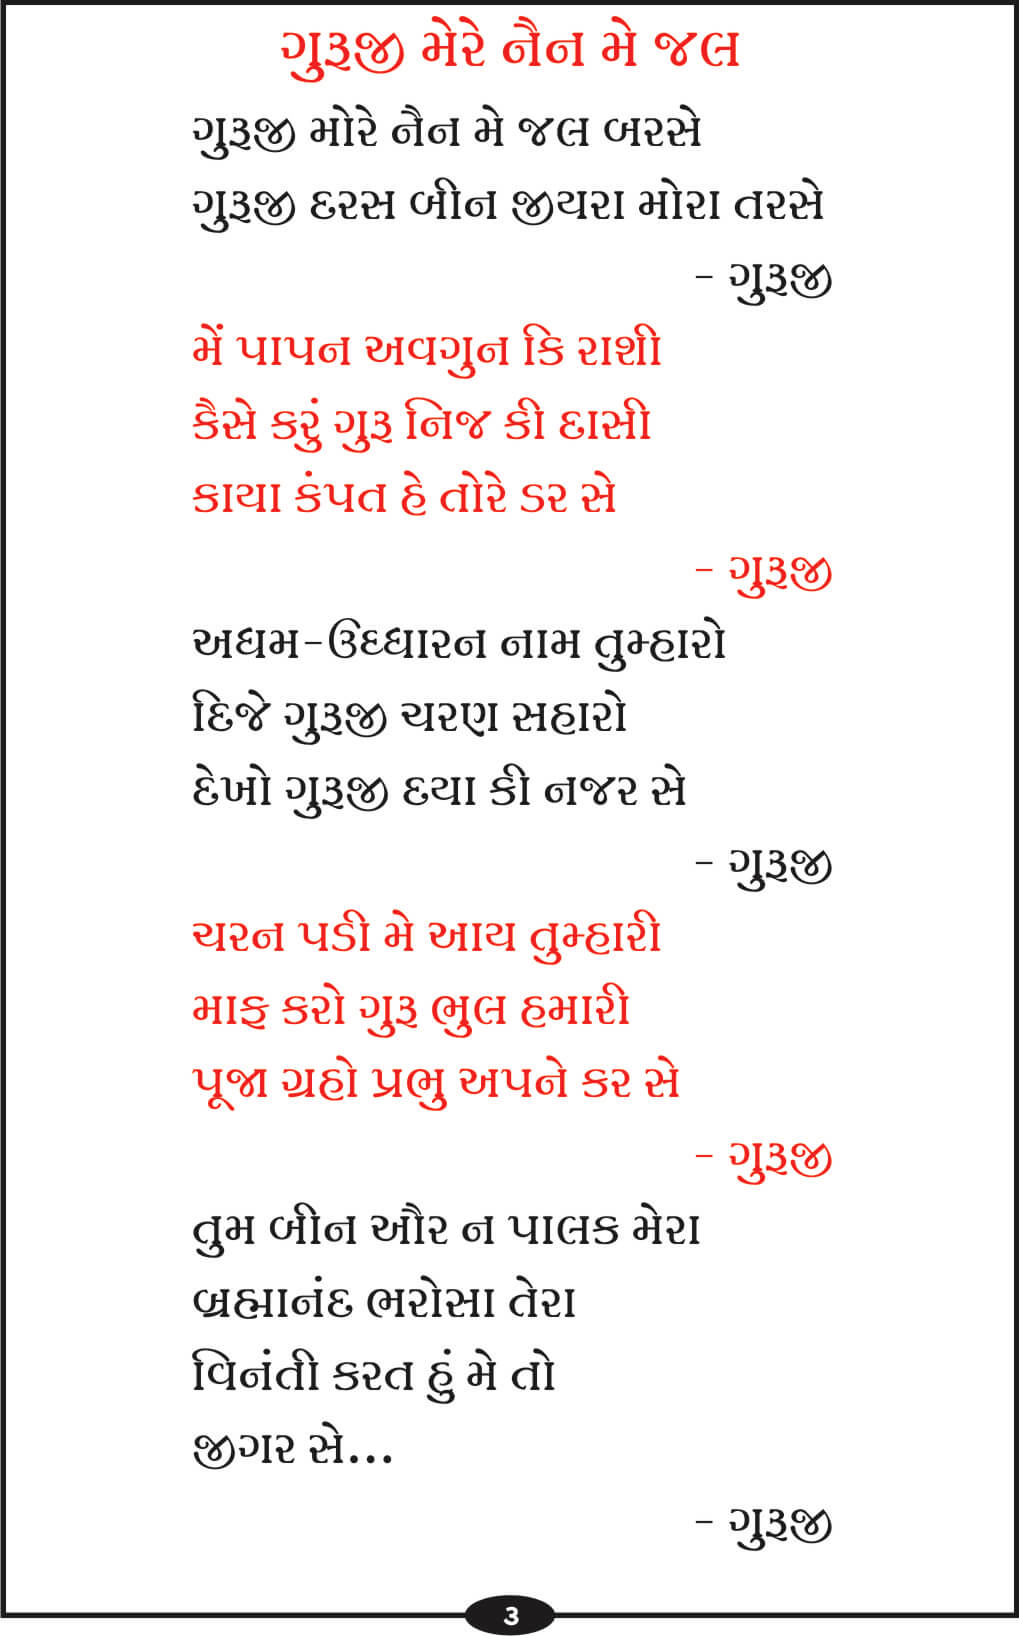 ગુરૂજી મેરે નૈન મે જલ
ગુરૂજી મોરે નૈન મે જલ બરસે
ગુરૂજી દરસ બીન જીયરા મોરા તરસે
- ગુરૂજી
મેં પાપન અવગુન કિ રાશી
કૈસે કરું ગુરૂ નિજ કી દાસી
કાયા કંપત હે તોરે ડર સે
- ગુરૂજી
અધમ-ઉધ્ધારન નામ તુમ્હારો
દિજે ગુરૂજી ચરણ સહારો
દેખો ગુરૂજી દયા કી નજર સે
- ગુરૂજી
ચરન પડી મે આય તુમ્હારી
માફ કરો ગુરૂ ભુલ હમારી
પૂજા ગ્રહો પ્રભુ અપને કર સે
- ગુરૂજી
તુમ બીન ઔર ન પાલક મેરા
બ્રહ્માનંદ ભરોસા તેરા
વિનંતી કરત હું મે તો
જીગર સે...
- ગુરૂજી
3